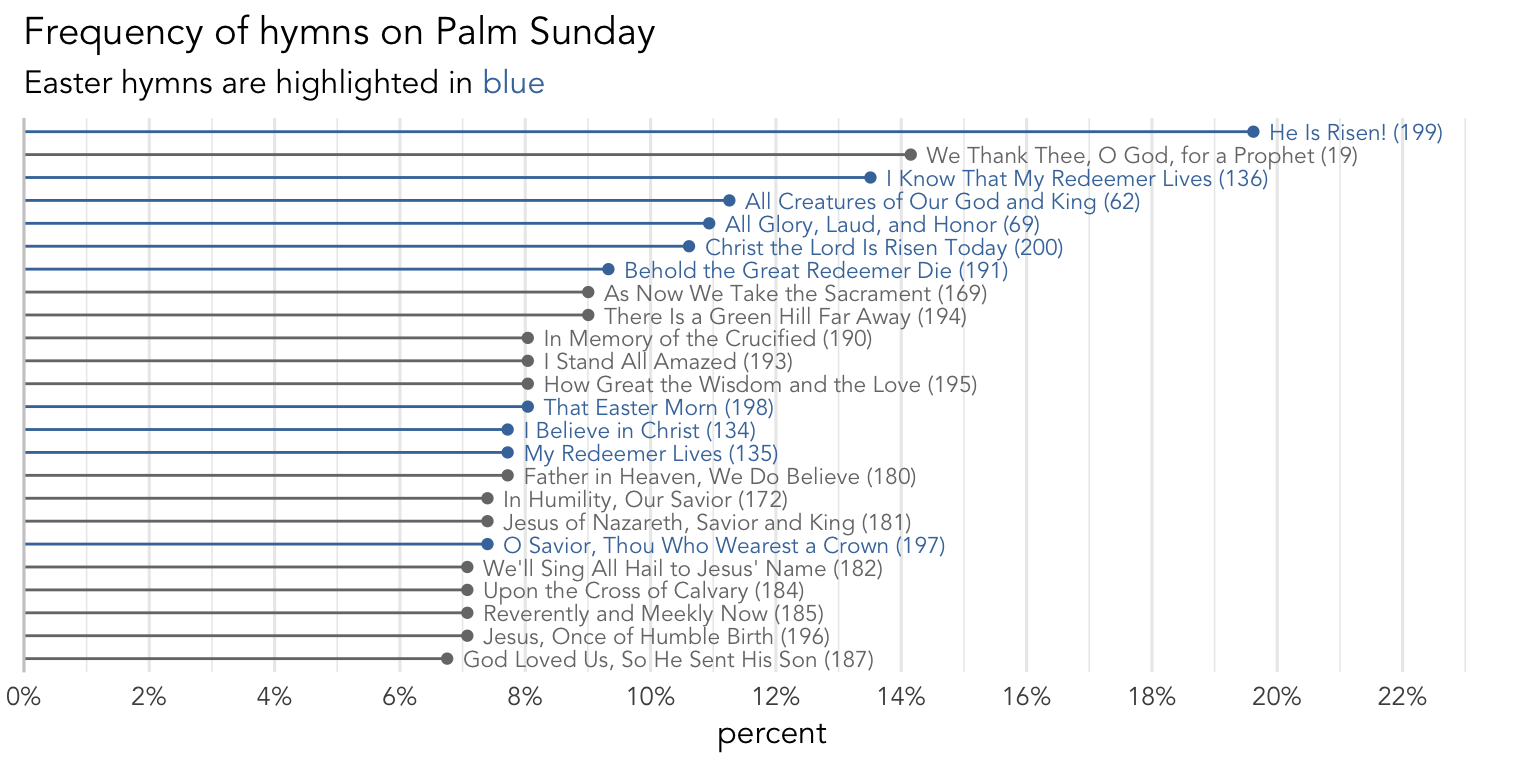 Frequency of hymns on Palm Sunday
Easter hymns are highlighted in blue
He Is Risen! (199)
We Thank Thee, O God, for a Prophet (19)
I Know That My Redeemer Lives (136)
All Creatures of Our God and King (62)
All Glory, Laud, and Honor (69)
Christ the Lord Is Risen Today (200)
Behold the Great Redeemer Die (191)
As Now We Take the Sacrament (169)
There Is a Green Hill Far Away (194)
In Memory of the Crucified (190)
I Stand All Amazed (193)
How Great the Wisdom and the Love (195)
That Easter Morn (198)
I Believe in Christ (134)
My Redeemer Lives (135)
Father in Heaven, We Do Believe (180)
In Humility, Our Savior (172)
Jesus of Nazareth, Savior and King (181)
O Savior, Thou Who Wearest a Crown (197)
We'll Sing All Hail to Jesus' Name (182)
Upon the Cross of Calvary (184)
Reverently and Meekly Now (185)
Jesus, Once of Humble Birth (196)
God Loved Us, So He Sent His Son (187)
0% 2% 4% 6% 8% 10% 12% 14% 16% 18% 20% 22%
percent